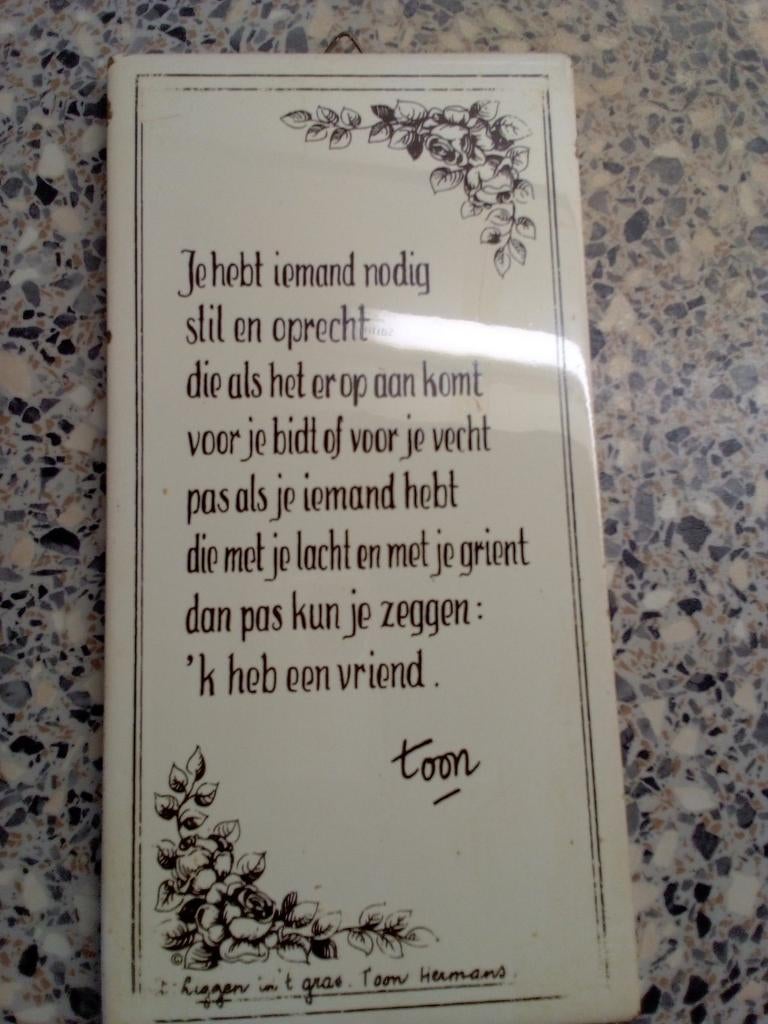 Je hebt iemand nodig
stil en oprecht
die als het er op aan komt
voor je bidt of voor je vecht
pas als je iemand hebt
die met je lacht en met je grient
dan pas kun je zeggen:
'k heb een vriend.
toon
© Liggen in 't gras. Toon Hermans.